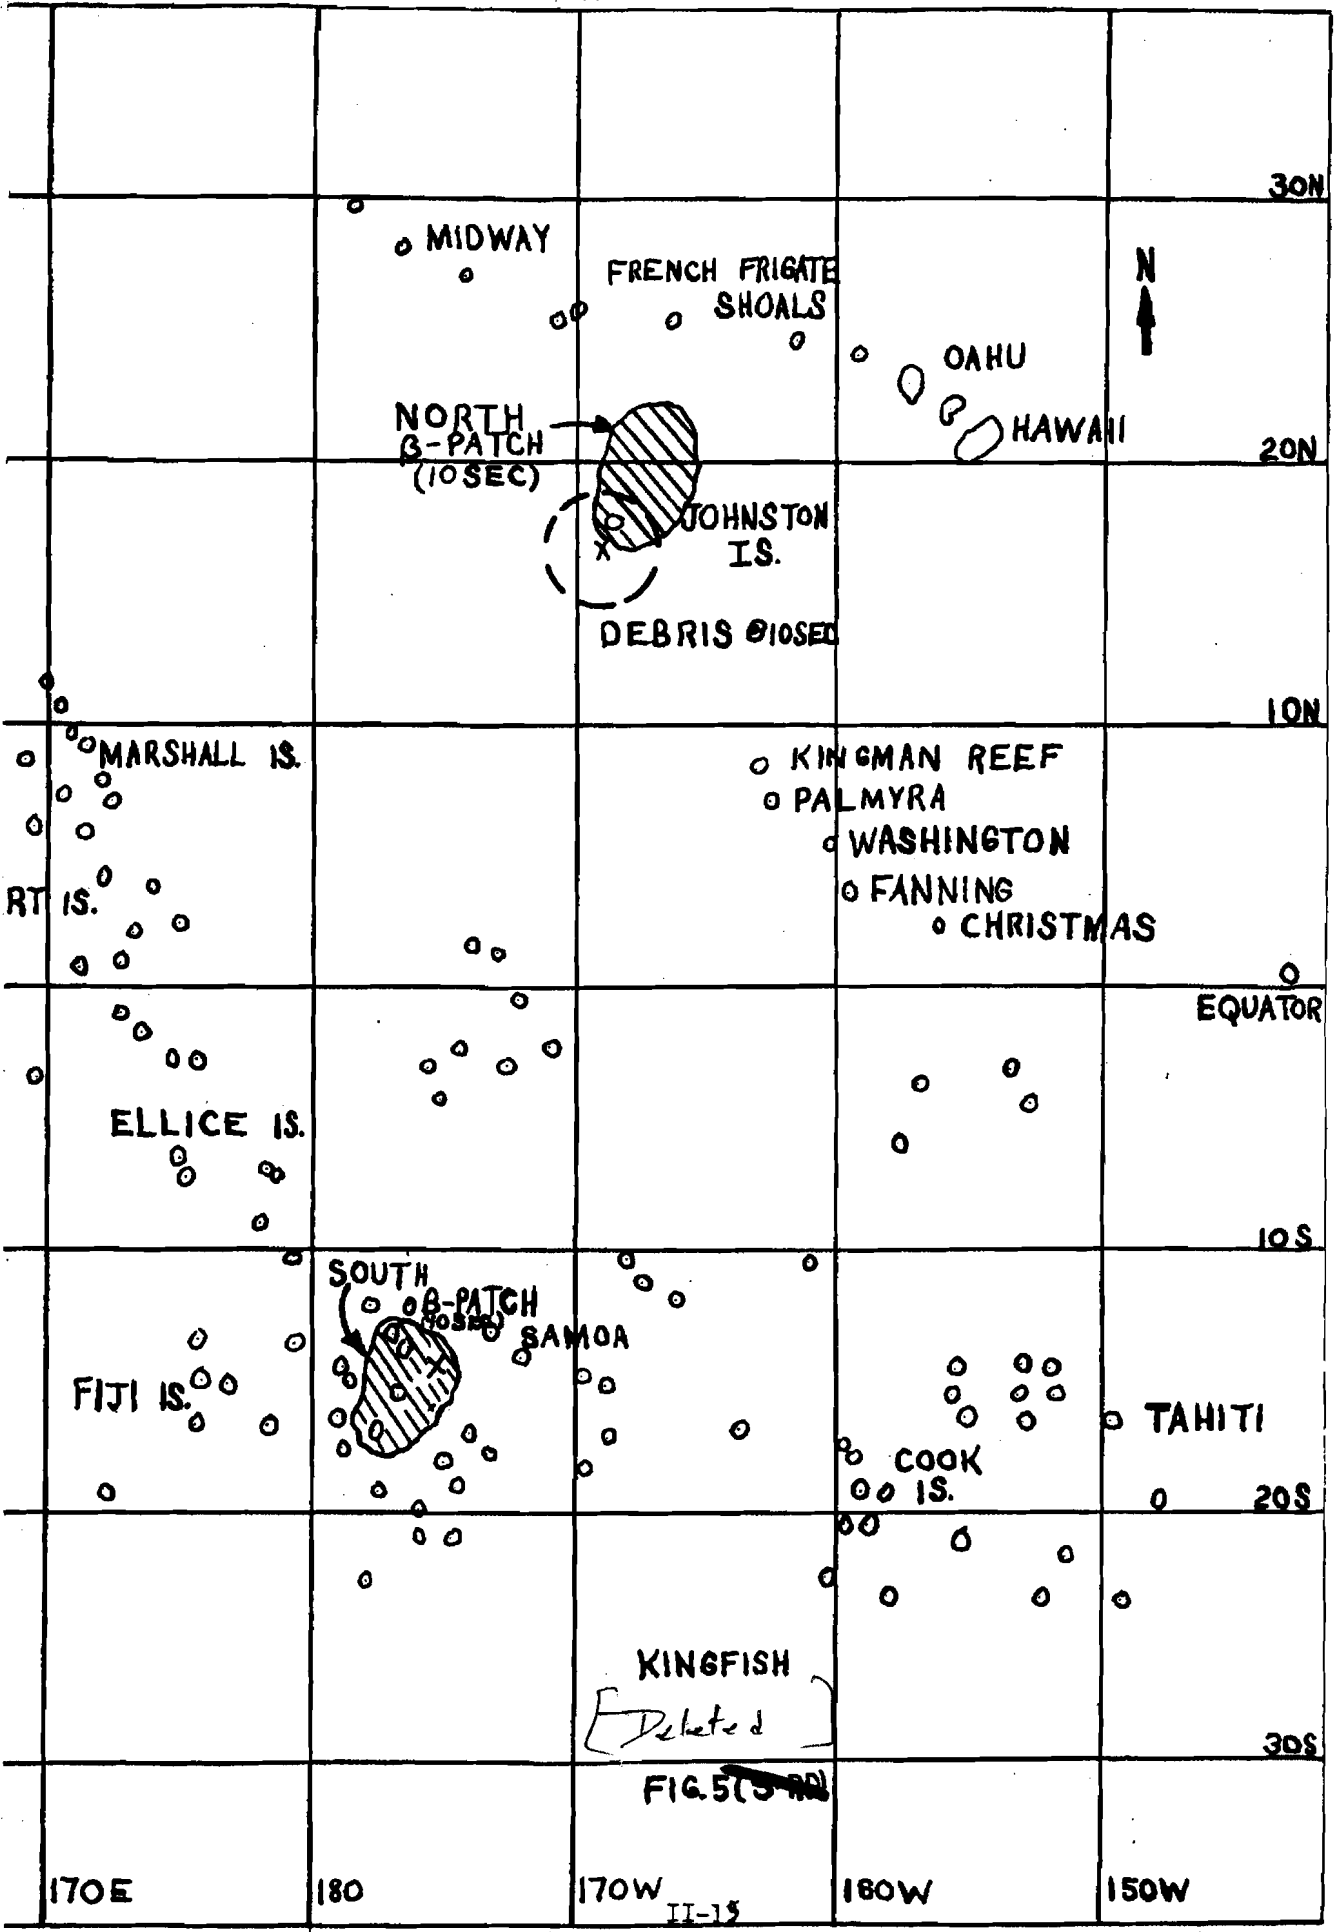 30N
MIDWAY
FRENCH FRIGATE
SHOALS
N
OAHU
HAWAII
NORTH
β-PATCH
(10SEC)
20N
JOHNSTON
IS.
X
DEBRIS @10SEC
10N
MARSHALL IS.
KINGMAN REEF
PALMYRA
WASHINGTON
FANNING
CHRISTMAS
RT IS.
EQUATOR
ELLICE IS.
10S
SOUTH
β-PATCH
(10SEC)
SAMOA
X
FIJI IS.
TAHITI
COOK
IS.
20S
KINGFISH
[Deleted]
30S
FIG.5(
170E
180
170W
160W
150W
II-15